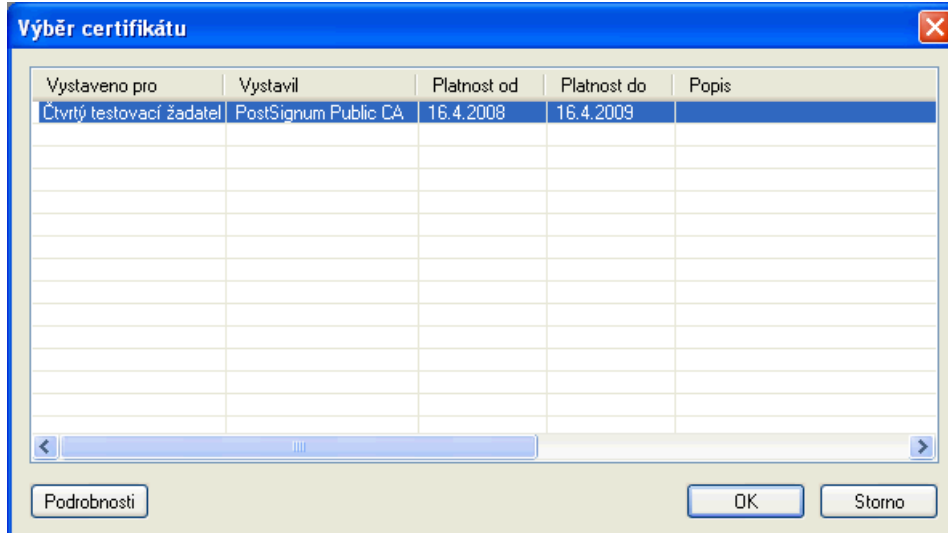 Výběr certifikátu
Vystaveno pro Vystavil Platnost od Platnost do Popis
Čtvrtý testovací žadatel PostSignum Public CA 16.4.2008 16.4.2009
Podrobnosti OK Storno